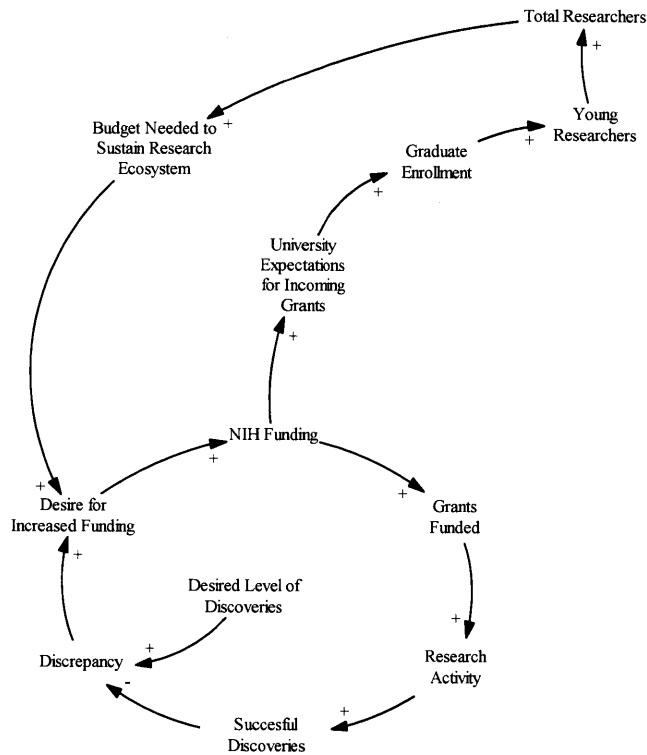 Total Researchers
+
Young
Researchers
+
Budget Needed to
Sustain Research
Ecosystem
+
Graduate
Enrollment
+
University
Expectations
for Incoming
Grants
+
NIH Funding
+
+
Desire for
Increased Funding
+
+
Grants
Funded
+
Desired Level of
Discoveries
+
Discrepancy
-
Research
Activity
+
Succesful
Discoveries
+